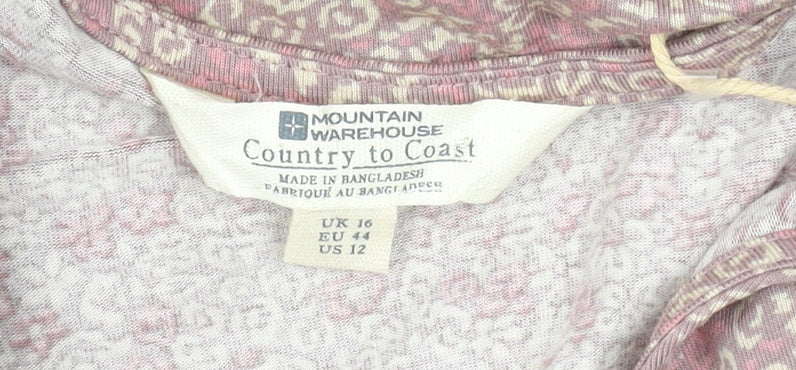 MOUNTAIN
WAREHOUSE
Country to Coast
MADE IN BANGLADESH
FABRIQUÉ AU BANGLADESH
UK 16
EU 44
US 12